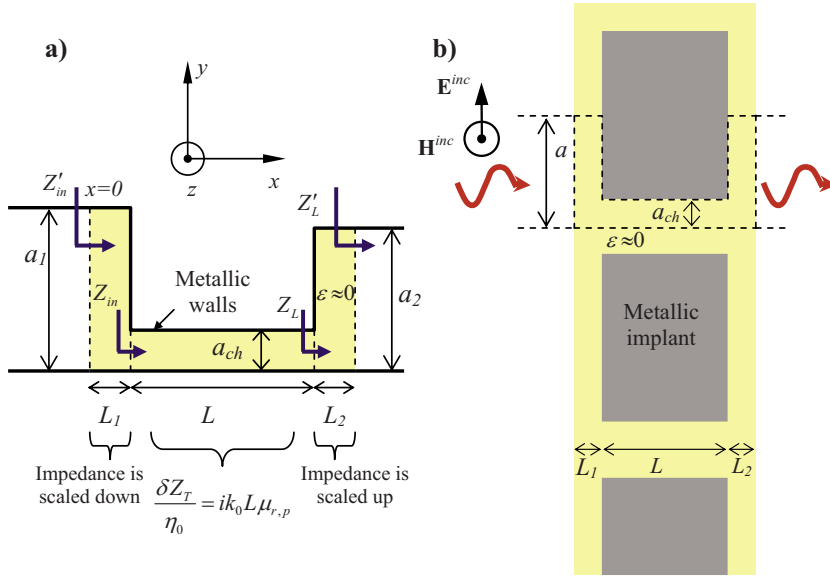 a)
y
x
z
Z′in
x=0
Z′L
a1
Metallic
walls
ε≈0
a2
Zin
ZL
ach
L1
L
L2
Impedance is
scaled down
δZT/η0 = ik0Lμr,p
Impedance is
scaled up
b)
Einc
Hinc
a
ach
ε≈0
Metallic
implant
L1
L
L2